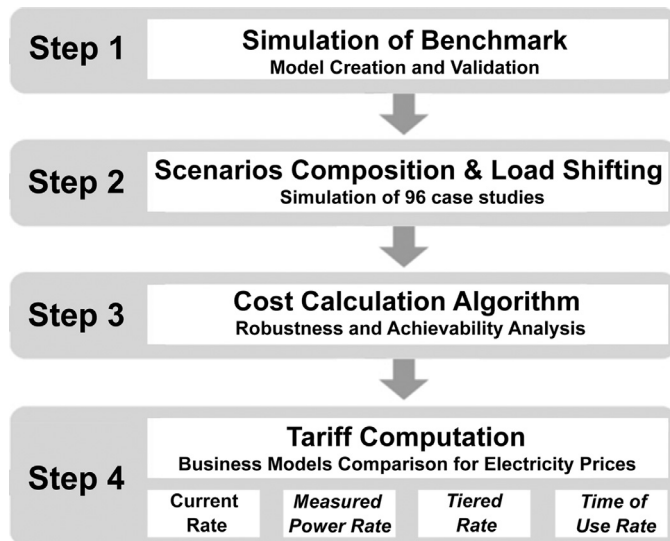 Step 1
Simulation of Benchmark
Model Creation and Validation
Step 2
Scenarios Composition & Load Shifting
Simulation of 96 case studies
Step 3
Cost Calculation Algorithm
Robustness and Achievability Analysis
Step 4
Tariff Computation
Business Models Comparison for Electricity Prices
Current
Rate
Measured
Power Rate
Tiered
Rate
Time of
Use Rate